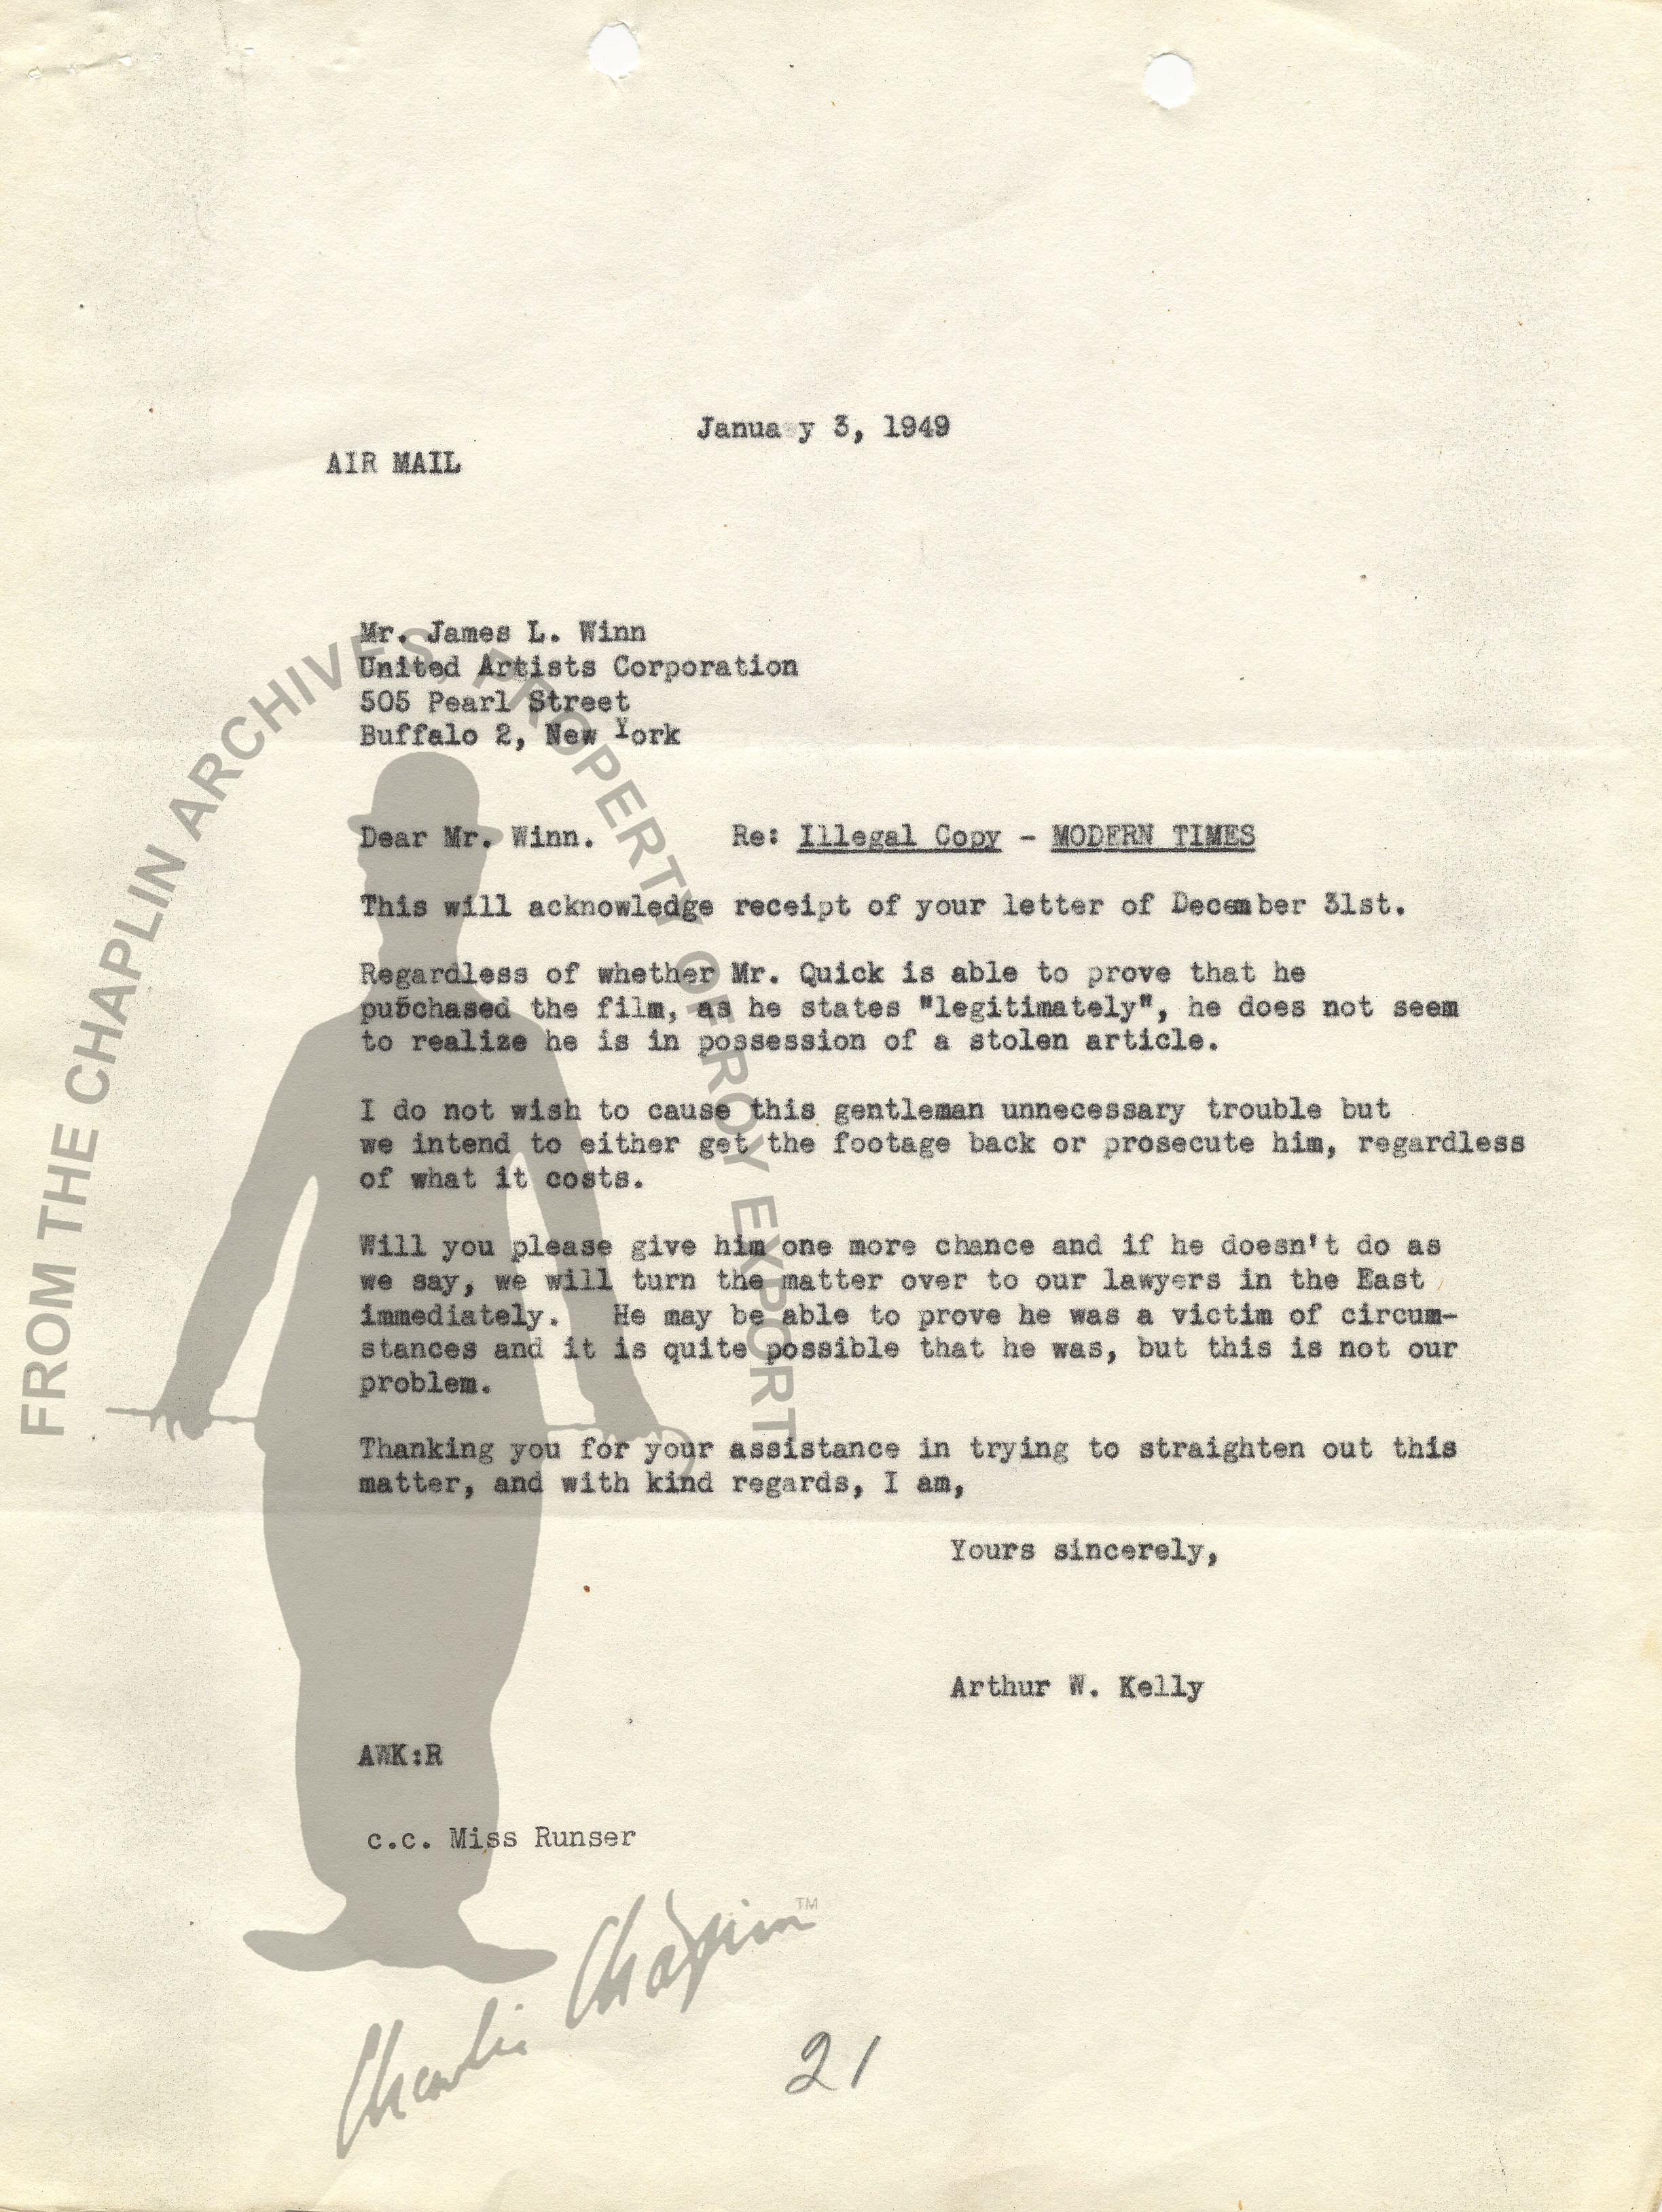 January 3, 1949
AIR MAIL
Mr. James L. Winn
United Artists Corporation
505 Pearl Street
Buffalo 2, New York
Dear Mr. Winn. Re: Illegal Copy - MODERN TIMES
This will acknowledge receipt of your letter of December 31st.
Regardless of whether Mr. Quick is able to prove that he
purchased the film, as he states "legitimately", he does not seem
to realize he is in possession of a stolen article.
I do not wish to cause this gentleman unnecessary trouble but
we intend to either get the footage back or prosecute him, regardless
of what it costs.
Will you please give him one more chance and if he doesn't do as
we say, we will turn the matter over to our lawyers in the East
immediately. He may be able to prove he was a victim of circum-
stances and it is quite possible that he was, but this is not our
problem.
Thanking you for your assistance in trying to straighten out this
matter, and with kind regards, I am,
Yours sincerely,
Arthur W. Kelly
AWK:R
c.c. Miss Runser
FROM THE CHAPLIN ARCHIVES, PROPERTY OF ROY EXPORT
Charlie Chaplin TM
21